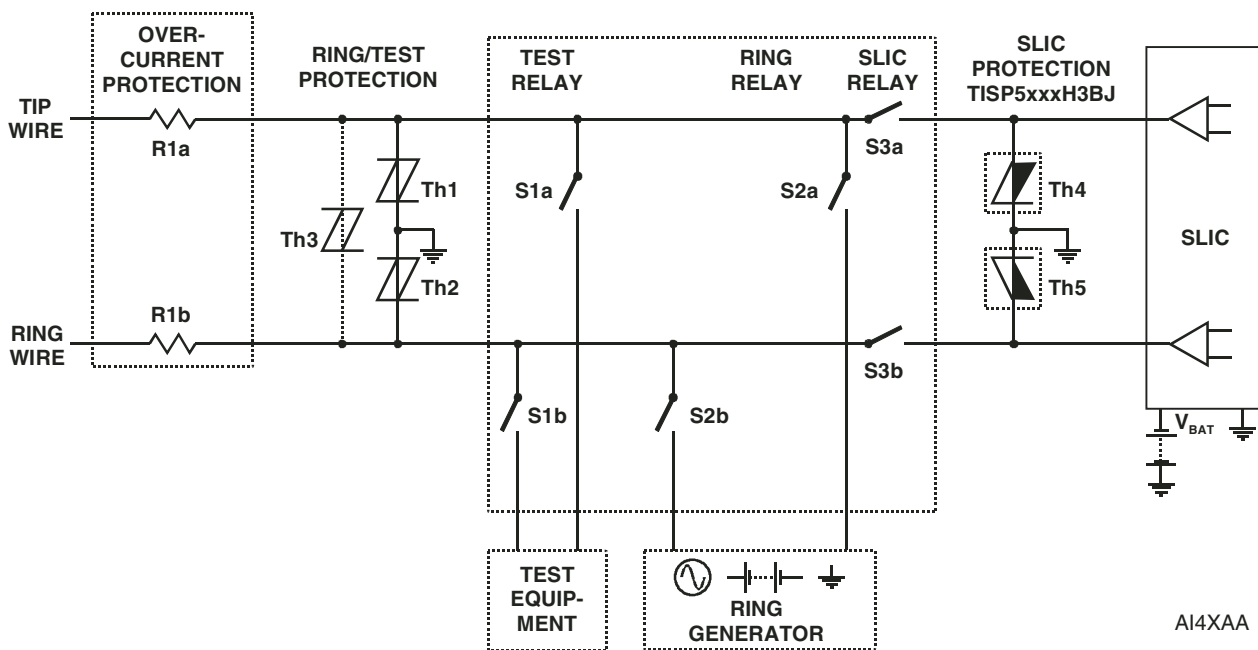 OVER-
CURRENT
PROTECTION
RING/TEST
PROTECTION
TEST
RELAY
RING
RELAY
SLIC
RELAY
SLIC
PROTECTION
TISP5xxxH3BJ
TIP
WIRE
R1a
S3a
S1a
S2a
Th1
Th3
Th2
Th4
Th5
SLIC
R1b
RING
WIRE
S3b
S1b
S2b
VBAT
TEST
EQUIP-
MENT
RING
GENERATOR
AI4XAA